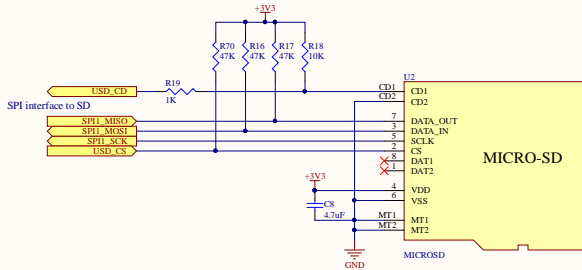 +3V3
R70
47K
R16
47K
R17
47K
R18
10K
R19
1K
USD_CD
SPI interface to SD
SPI1_MISO
SPI1_MOSI
SPI1_SCK
USD_CS
U2
CD1
CD2
CD1
CD2
7
DATA_OUT
3
DATA_IN
5
SCLK
2
CS
8
DAT1
1
DAT2
MICRO-SD
+3V3
4
VDD
6
VSS
C8
4.7uF
MT1
MT1
MT2
MT2
GND
MICROSD